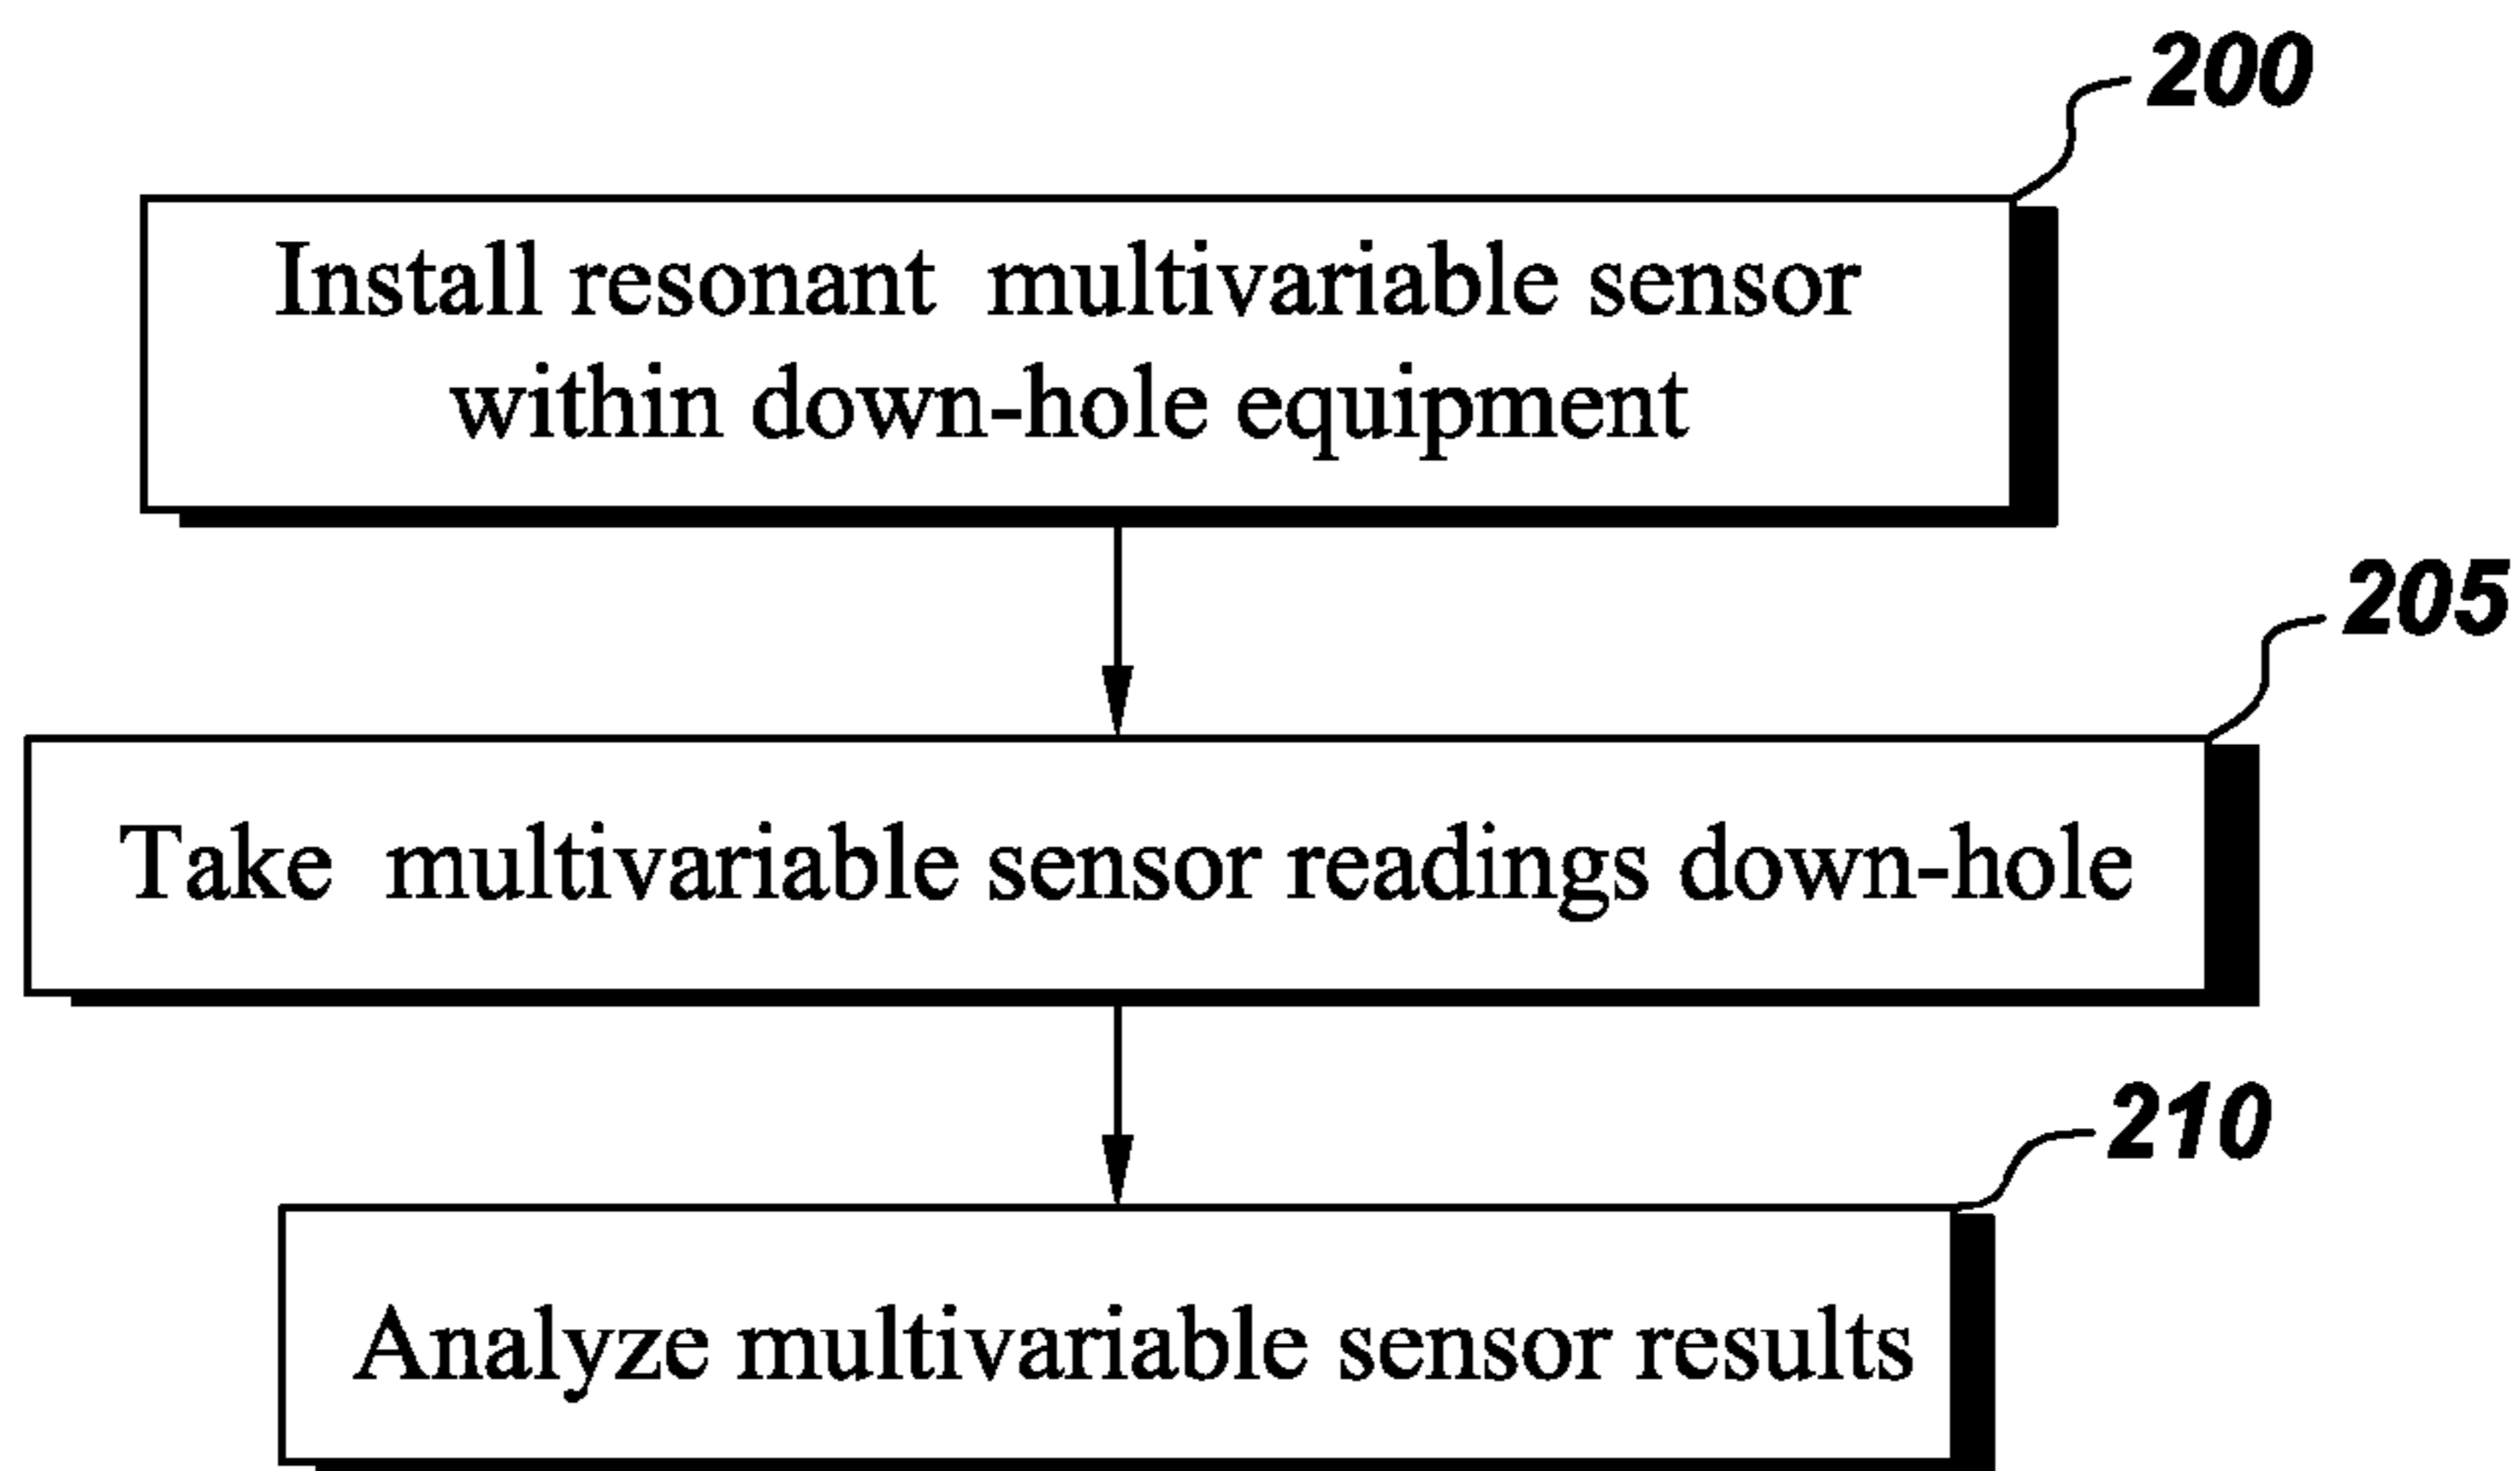 200
Install resonant multivariable sensor
within down-hole equipment
205
Take multivariable sensor readings down-hole
210
Analyze multivariable sensor results